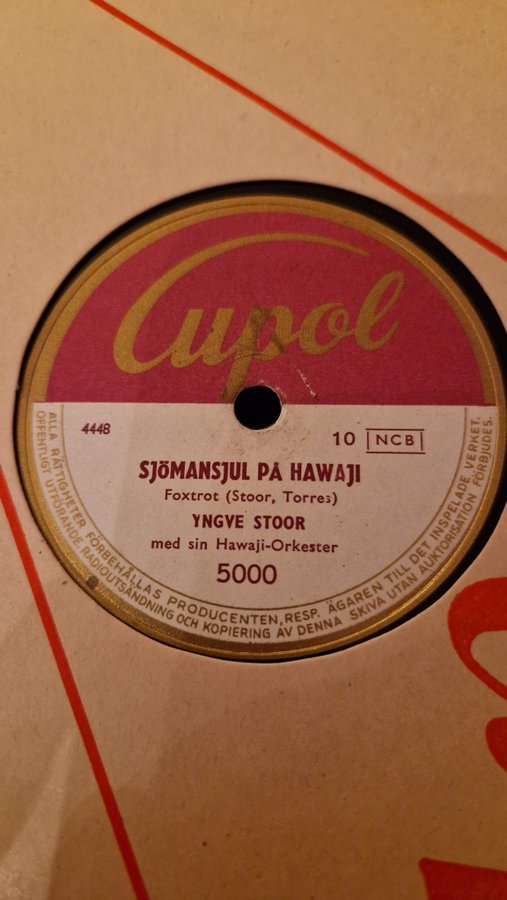 Cupol
4448
10 NCB
SJÖMANSJUL PÅ HAWAJI
Foxtrot (Stoor, Torres)
YNGVE STOOR
med sin Hawaji-Orkester
5000
ALLA RÄTTIGHETER FÖRBEHÅLLAS PRODUCENTEN, RESP. ÄGAREN TILL DET INSPELADE VERKET.
OFFENTLIGT UTFÖRANDE, RADIOUTSÄNDNING OCH KOPIERING AV DENNA SKIVA UTAN AUKTORISATION FÖRBJUDES.